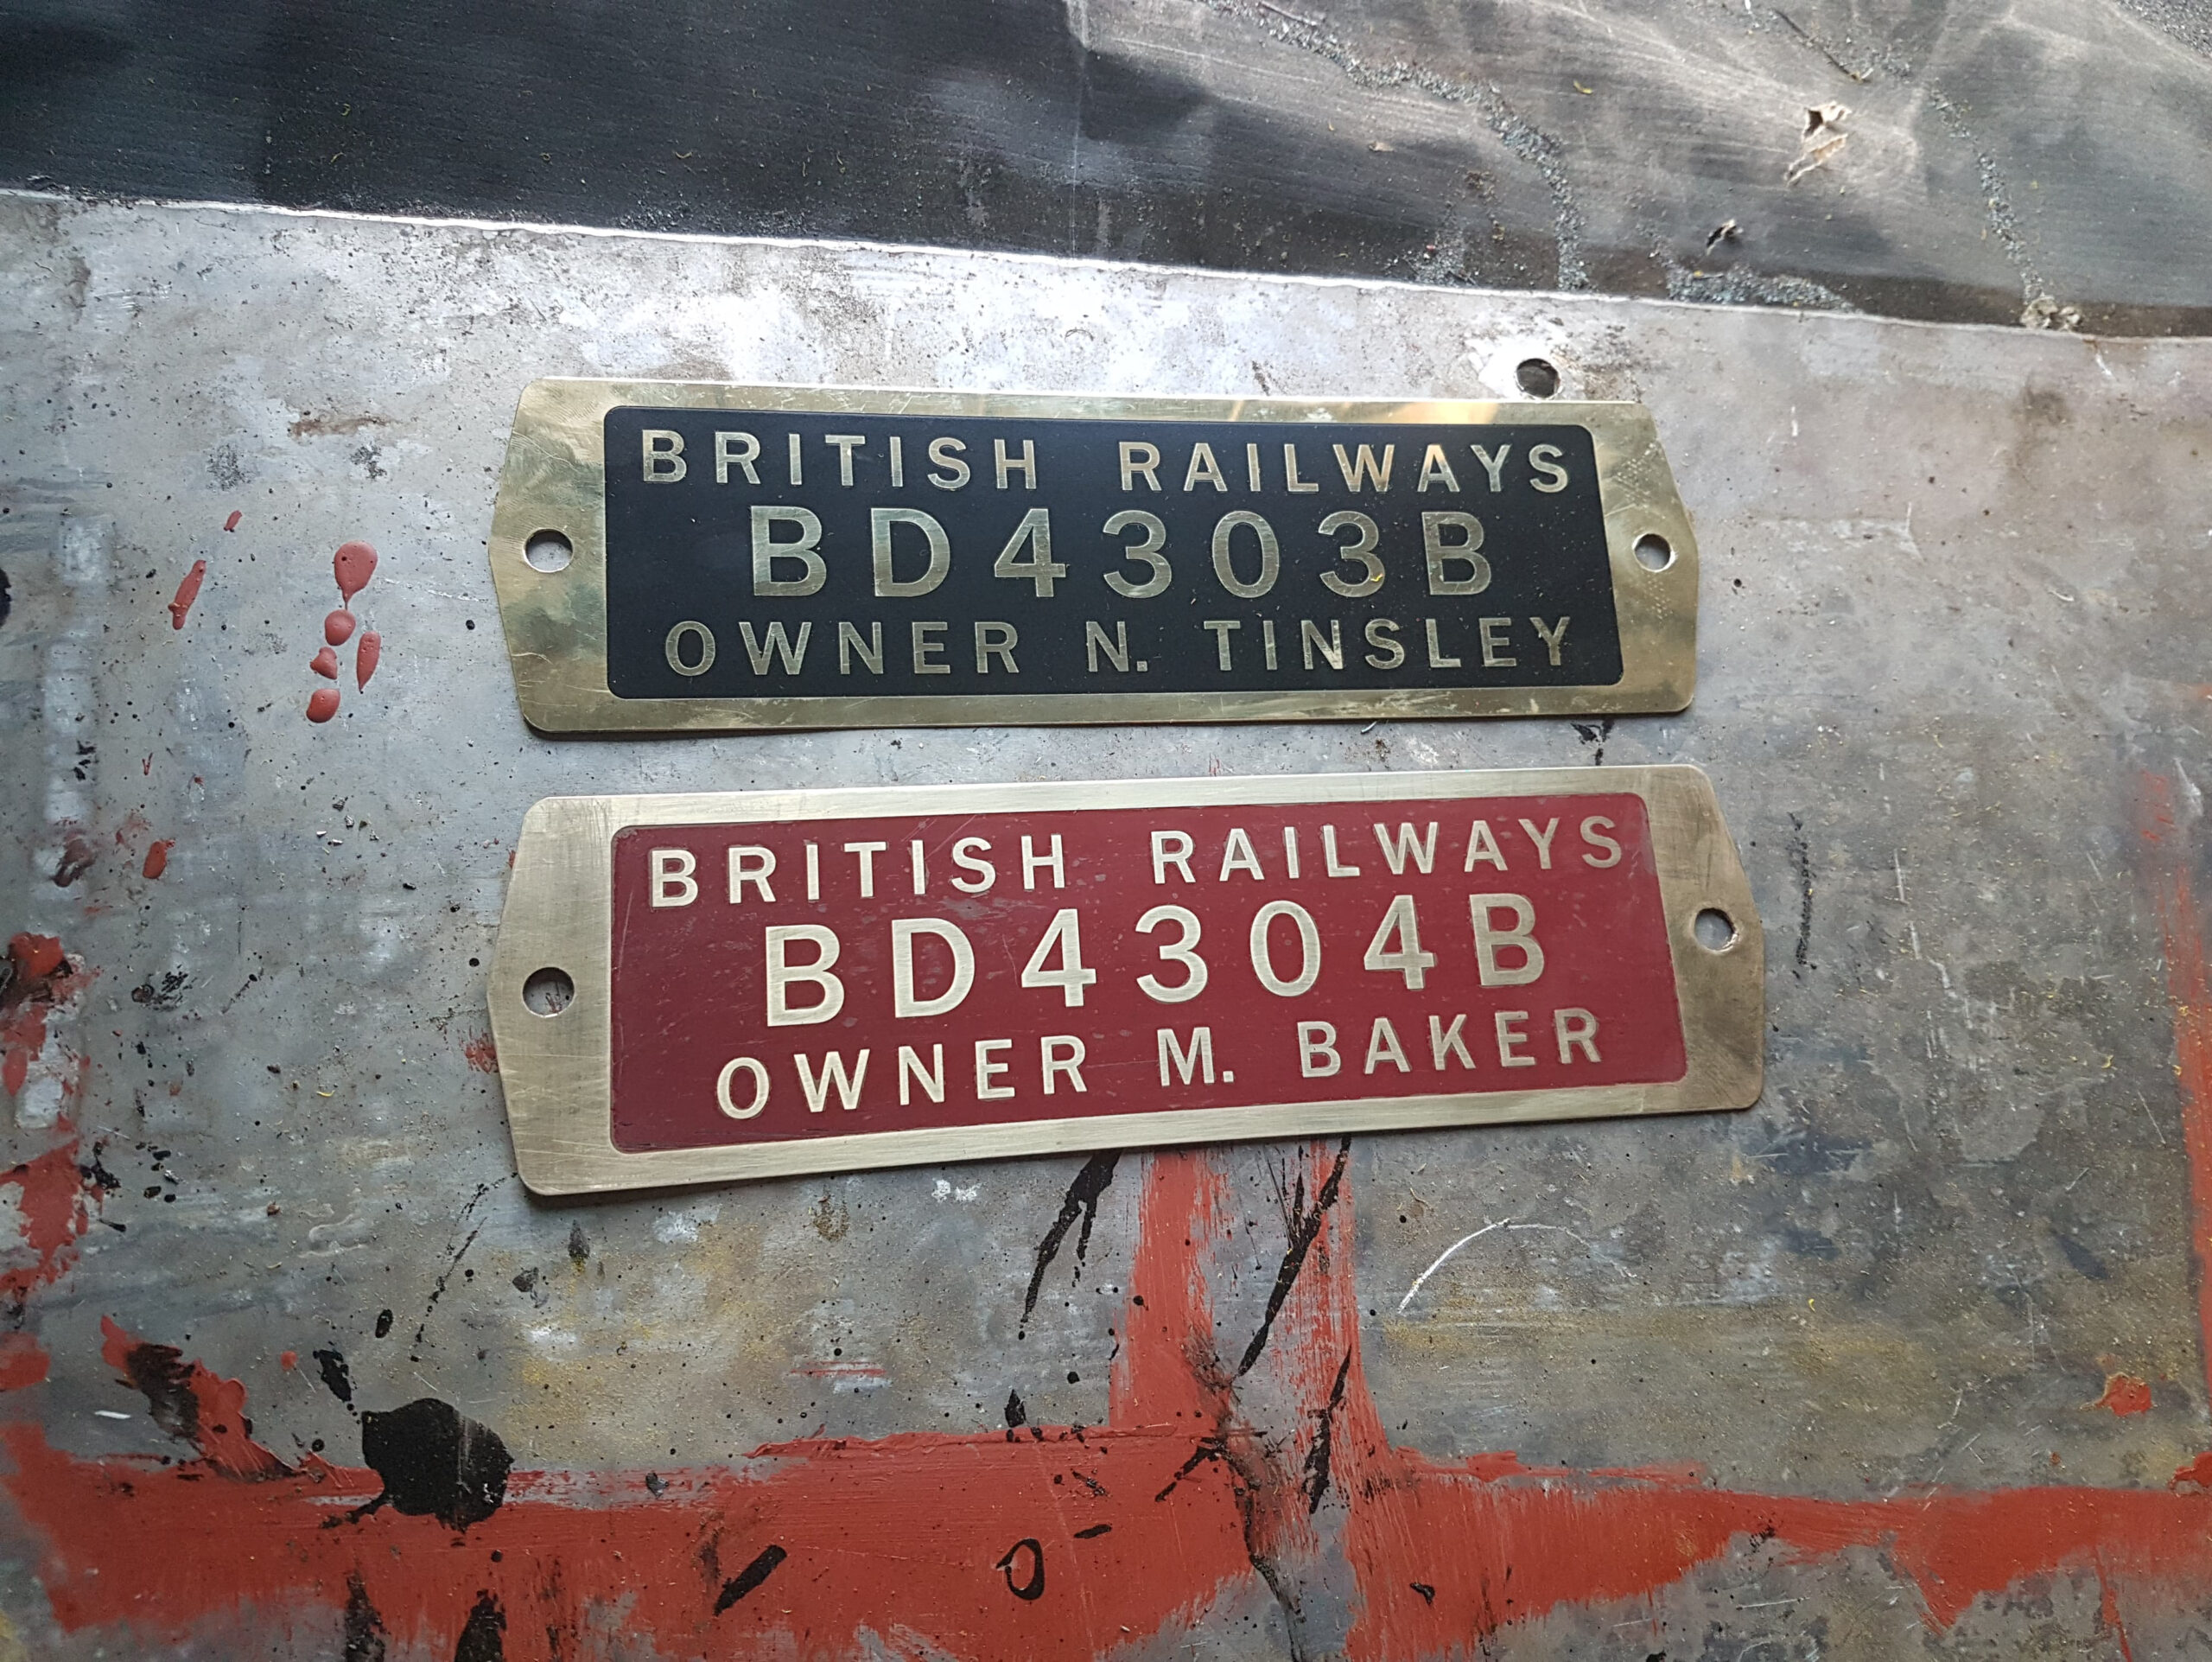 BRITISH RAILWAYS
BD4303B
OWNER N. TINSLEY
BRITISH RAILWAYS
BD4304B
OWNER M. BAKER